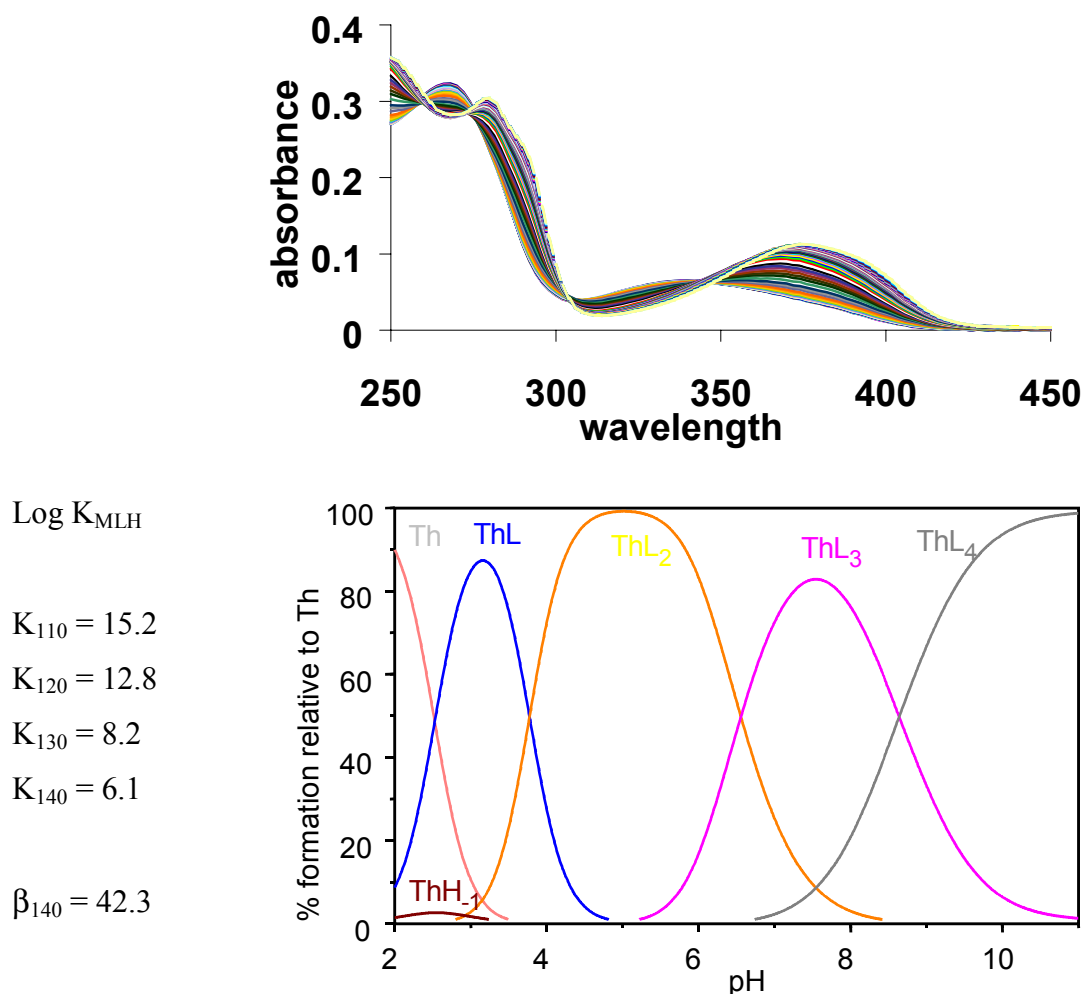 0.4
0.3
0.2
0.1
0
absorbance
250 300 350 400 450
wavelength
Log K_MLH
K₁₁₀ = 15.2
K₁₂₀ = 12.8
K₁₃₀ = 8.2
K₁₄₀ = 6.1
β₁₄₀ = 42.3
100
80
60
40
20
0
% formation relative to Th
Th ThL ThL₂ ThL₃ ThL₄
ThH₋₁
2 4 6 8 10
pH